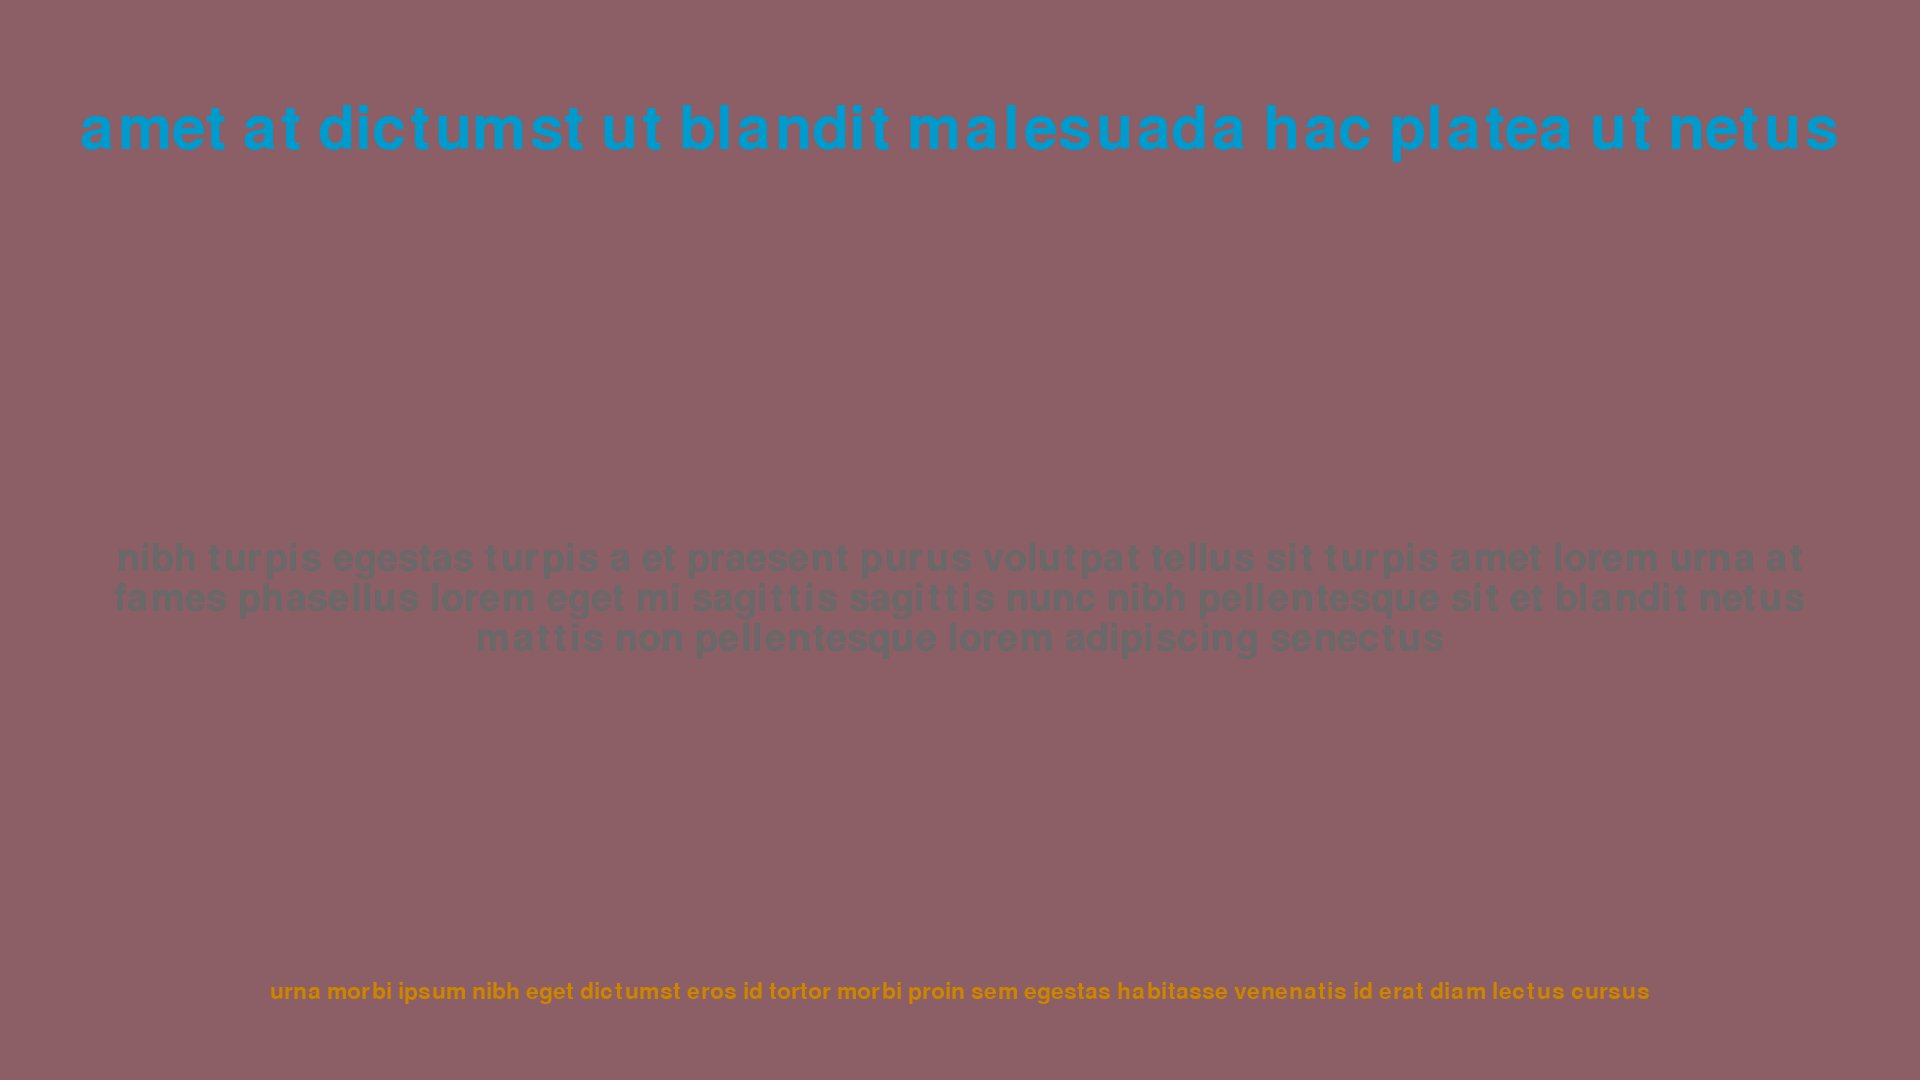 amet at dictumst ut blandit malesuada hac platea ut netus
nibh turpis egestas turpis a et praesent purus volutpat tellus sit turpis amet lorem urna at
fames phasellus lorem eget mi sagittis sagittis nunc nibh pellentesque sit et blandit netus
mattis non pellentesque lorem adipiscing senectus
urna morbi ipsum nibh eget dictumst eros id tortor morbi proin sem egestas habitasse venenatis id erat diam lectus cursus